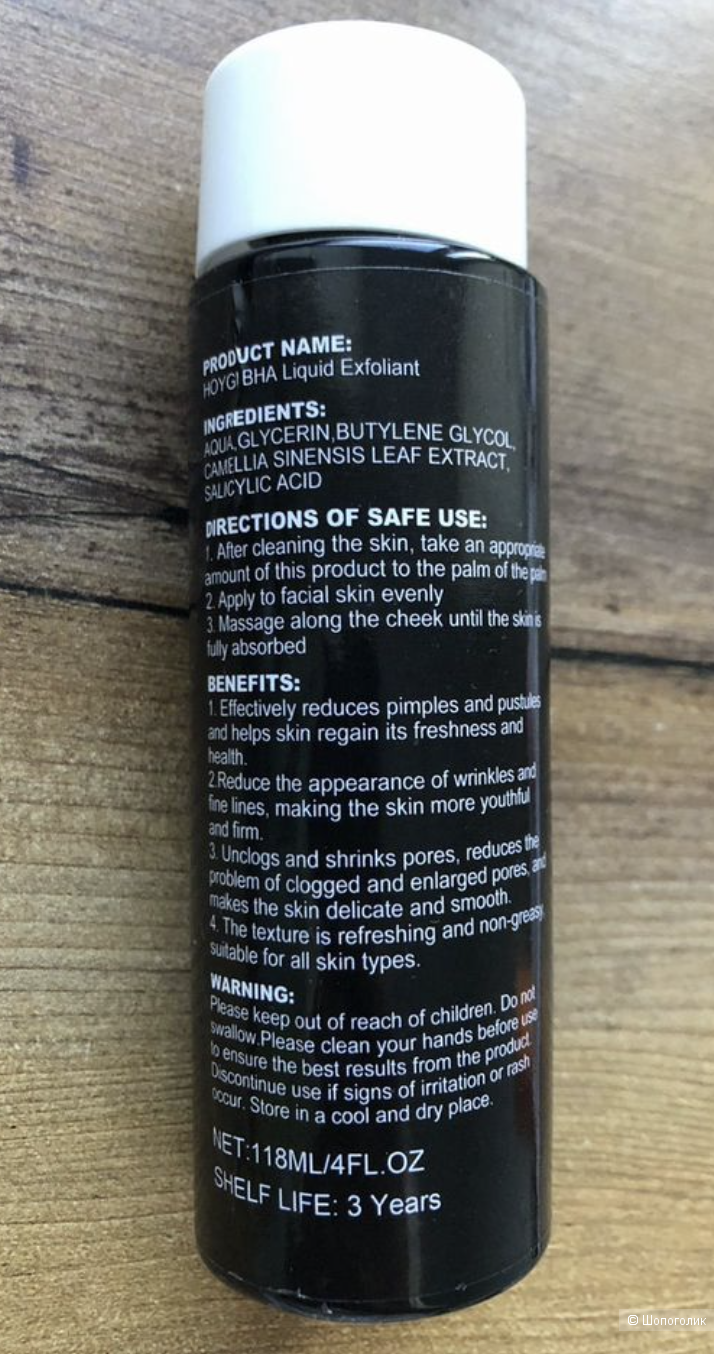 PRODUCT NAME:
HOYGI BHA Liquid Exfoliant
INGREDIENTS:
AQUA,GLYCERIN,BUTYLENE GLYCOL,
CAMELLIA SINENSIS LEAF EXTRACT,
SALICYLIC ACID
DIRECTIONS OF SAFE USE:
1. After cleaning the skin, take an appropriate
amount of this product to the palm of the palm
2. Apply to facial skin evenly
3. Massage along the cheek until the skin is
fully absorbed
BENEFITS:
1. Effectively reduces pimples and pustules
and helps skin regain its freshness and
health.
2.Reduce the appearance of wrinkles and
fine lines, making the skin more youthful
and firm.
3. Unclogs and shrinks pores, reduces the
problem of clogged and enlarged pores, and
makes the skin delicate and smooth.
4. The texture is refreshing and non-greasy,
suitable for all skin types.
WARNING:
Please keep out of reach of children. Do not
swallow.Please clean your hands before use
to ensure the best results from the product.
Discontinue use if signs of irritation or rash
occur. Store in a cool and dry place.
NET:118ML/4FL.OZ
SHELF LIFE: 3 Years
© Шопоголик